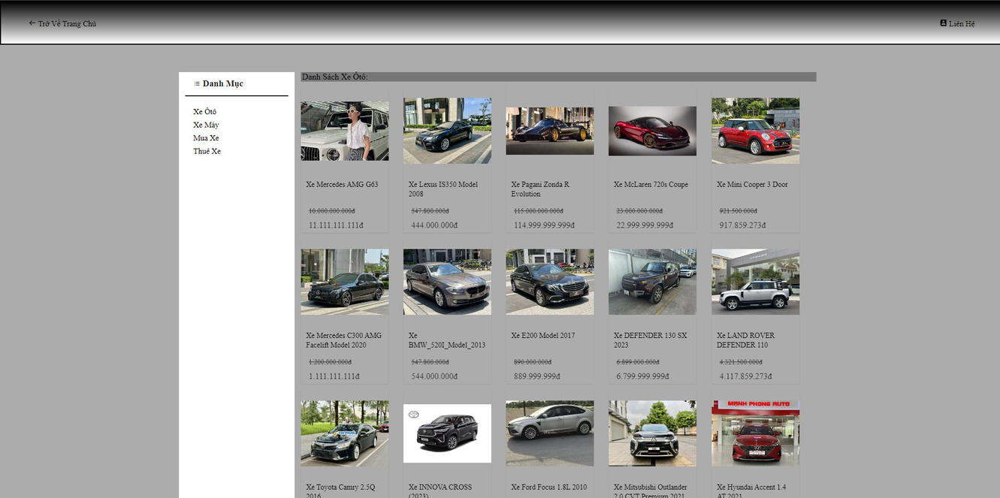 Trở Về Trang Chủ
Liên Hệ
Danh Mục
Xe Ôtô
Xe Máy
Mua Xe
Thuê Xe
Danh Sách Xe Ôtô:
Xe Mercedes AMG G63
10.000.000.000đ
11.111.111.111đ
Xe Lexus IS350 Model
2008
547.800.000đ
444.000.000đ
Xe Pagani Zonda R
Evolution
115.000.000.000đ
114.999.999.999đ
Xe McLaren 720s Coupe
23.000.000.000đ
22.999.999.999đ
Xe Mini Cooper 3 Door
921.500.000đ
917.859.273đ
Xe Mercedes C300 AMG
Facelift Model 2020
1.200.000.000đ
1.111.111.111đ
Xe
BMW_520I_Model_2013
547.800.000đ
544.000.000đ
Xe E200 Model 2017
890.000.000đ
889.999.999đ
Xe DEFENDER 130 SX
2023
6.899.000.000đ
6.799.999.999đ
Xe LAND ROVER
DEFENDER 110
4.321.500.000đ
4.117.859.273đ
MẠNH PHONG AUTO
Xe Toyota Camry 2.5Q
2016
Xe INNOVA CROSS
(2023)
Xe Ford Focus 1.8L 2010
Xe Mitsubishi Outlander
2.0 CVT Premium 2021
Xe Hyundai Accent 1.4
AT 2021